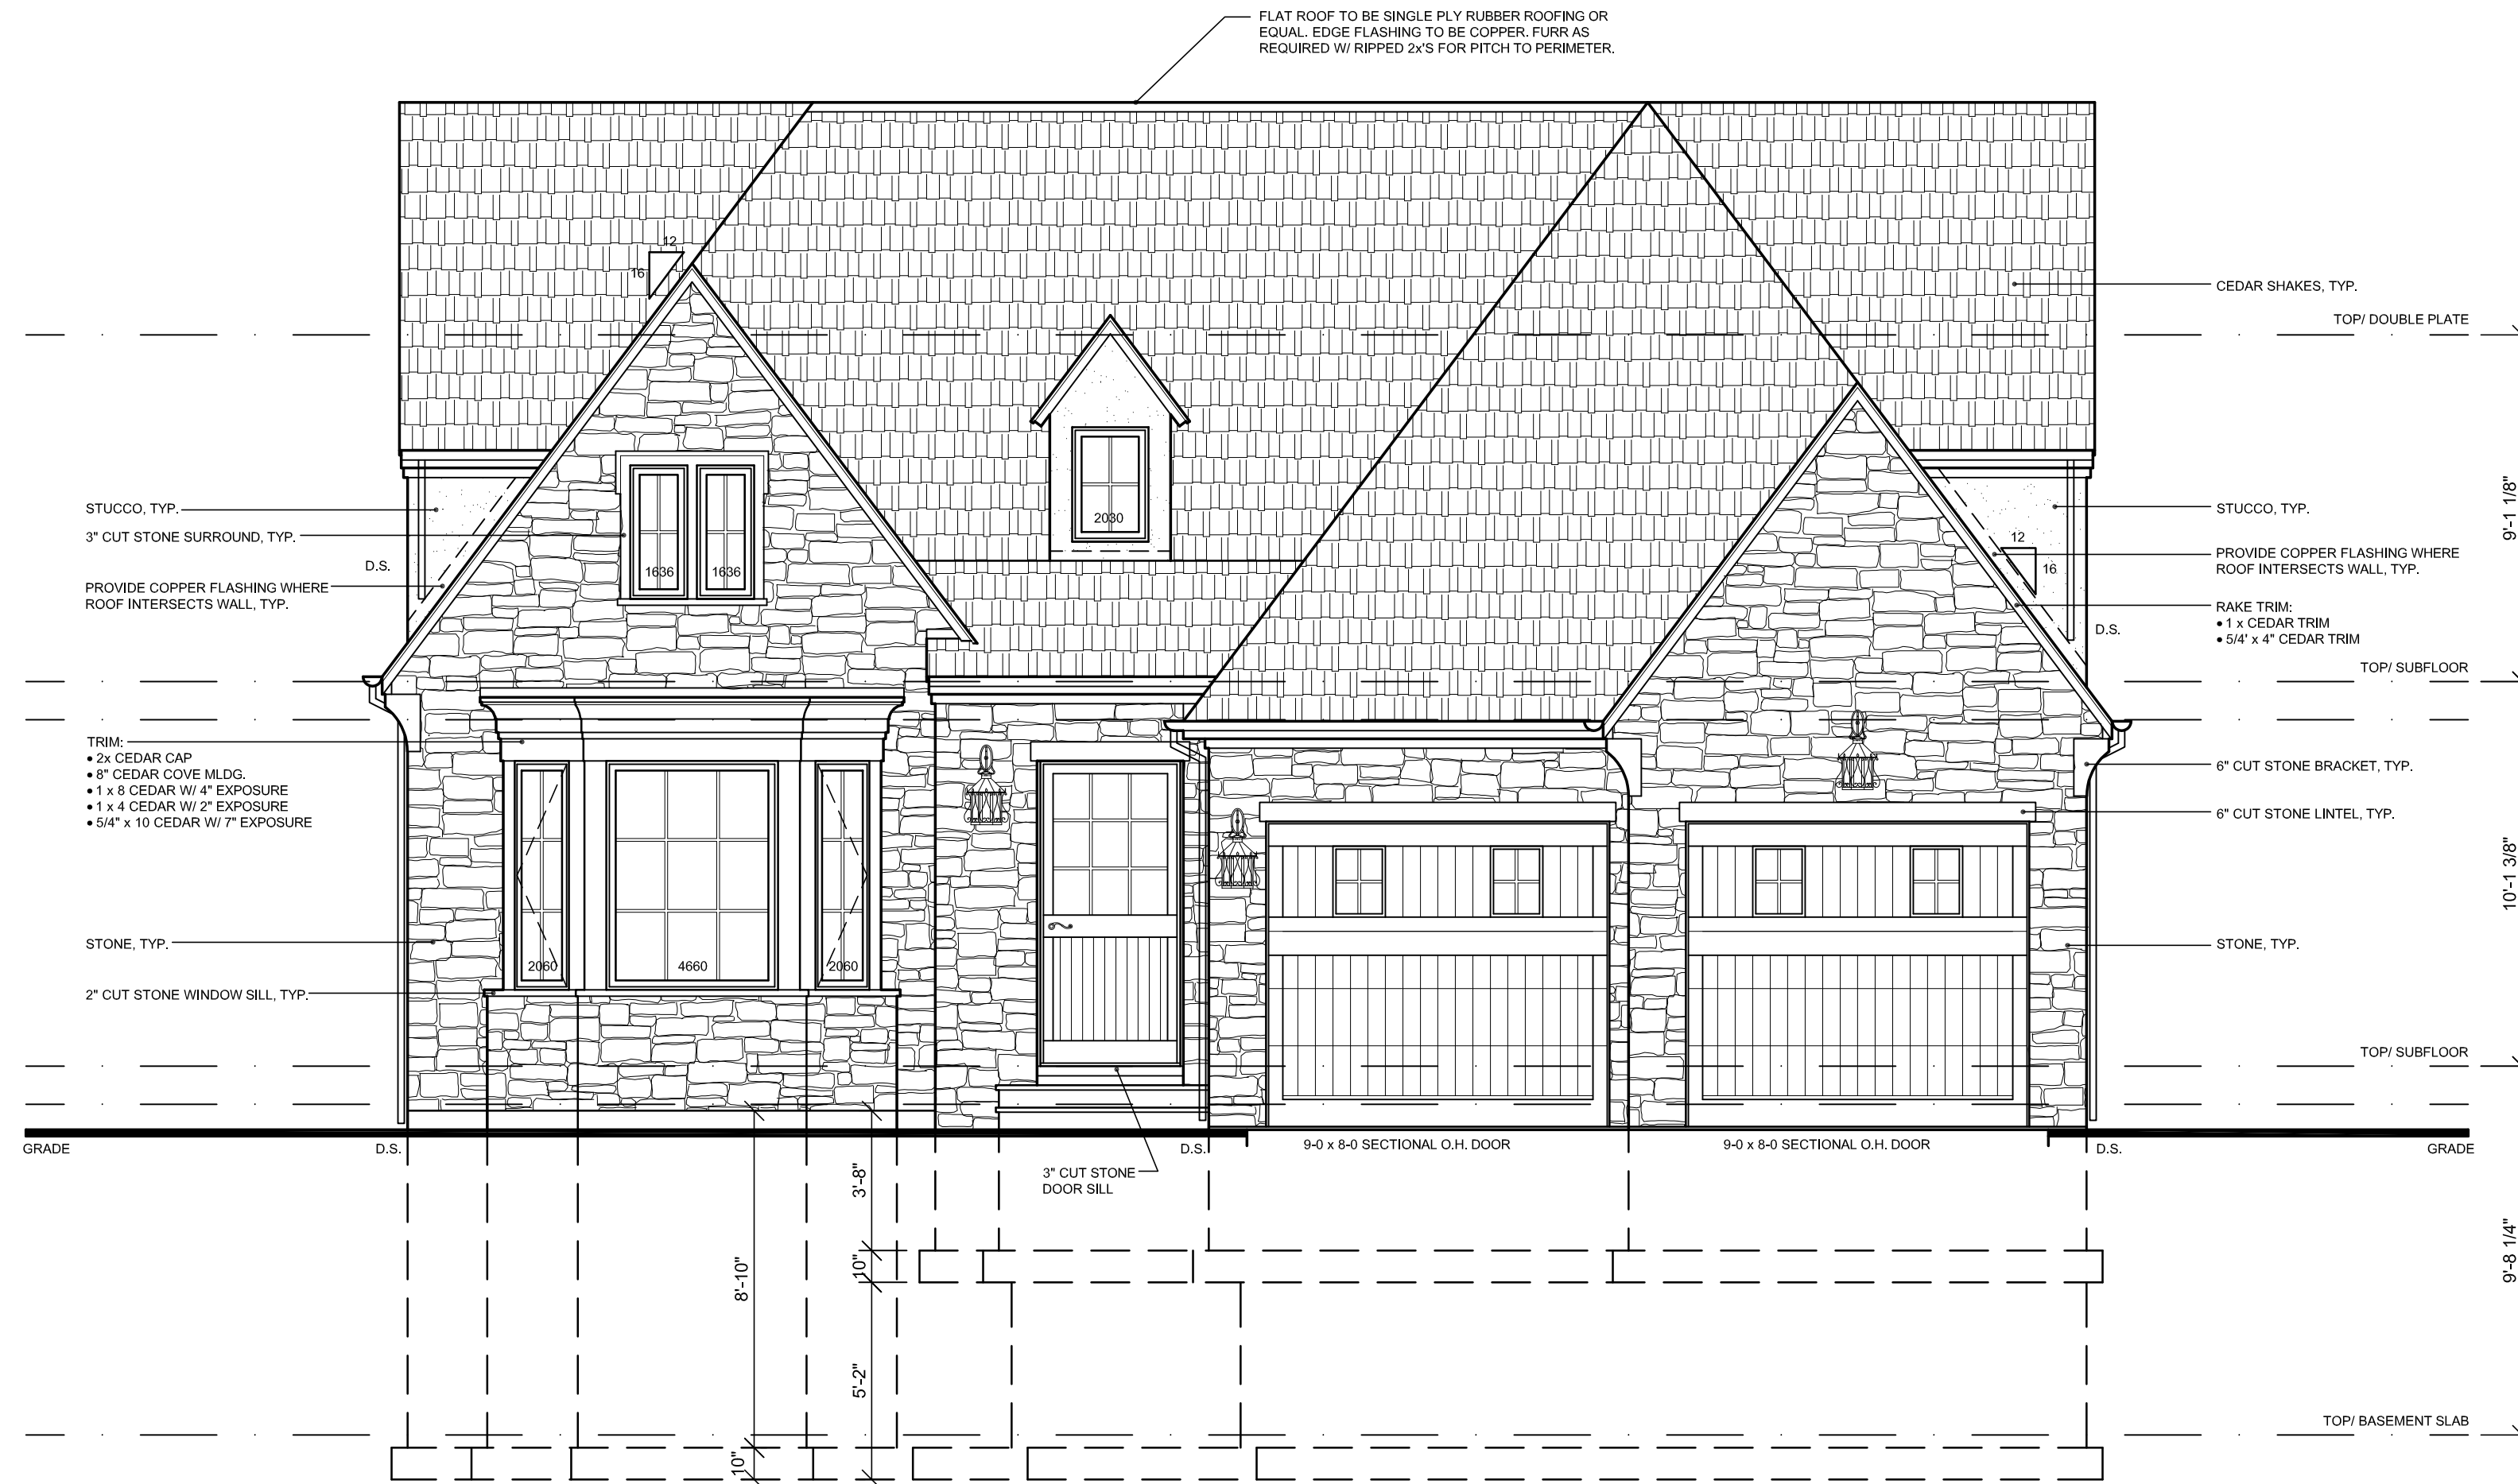 FLAT ROOF TO BE SINGLE PLY RUBBER ROOFING OR
EQUAL. EDGE FLASHING TO BE COPPER. FURR AS
REQUIRED W/ RIPPED 2x'S FOR PITCH TO PERIMETER.
12
16
CEDAR SHAKES, TYP.
TOP/ DOUBLE PLATE
9'-1 1/8"
STUCCO, TYP.
3" CUT STONE SURROUND, TYP.
D.S.
PROVIDE COPPER FLASHING WHERE
ROOF INTERSECTS WALL, TYP.
1636
1636
2030
STUCCO, TYP.
12
16
PROVIDE COPPER FLASHING WHERE
ROOF INTERSECTS WALL, TYP.
RAKE TRIM:
• 1 x CEDAR TRIM
• 5/4' x 4" CEDAR TRIM
D.S.
TOP/ SUBFLOOR
TRIM:
• 2x CEDAR CAP
• 8" CEDAR COVE MLDG.
• 1 x 8 CEDAR W/ 4" EXPOSURE
• 1 x 4 CEDAR W/ 2" EXPOSURE
• 5/4" x 10 CEDAR W/ 7" EXPOSURE
6" CUT STONE BRACKET, TYP.
6" CUT STONE LINTEL, TYP.
10'-1 3/8"
STONE, TYP.
STONE, TYP.
2060
4660
2060
2" CUT STONE WINDOW SILL, TYP.
TOP/ SUBFLOOR
GRADE
D.S.
D.S.
9-0 x 8-0 SECTIONAL O.H. DOOR
9-0 x 8-0 SECTIONAL O.H. DOOR
D.S.
GRADE
3" CUT STONE
DOOR SILL
3'-8"
10"
8'-10"
5'-2"
10"
9'-8 1/4"
TOP/ BASEMENT SLAB